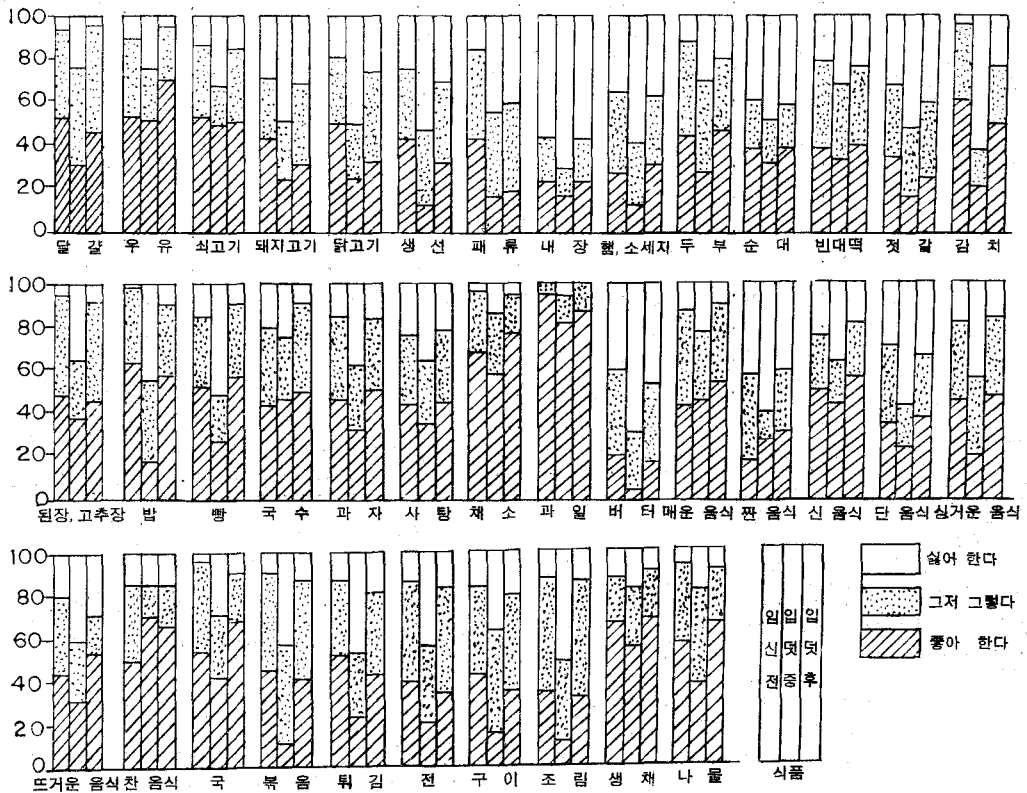 100
80
60
40
20
0
달걀 우유 쇠고기 돼지고기 닭고기 생선 패류 내장 햄, 소세지 두부 순대 빈대떡 젓갈 김치
100
80
60
40
20
0
된장, 고추장 밥 빵 국수 과자 사탕 채소 과일 버터 매운 음식 짠 음식 신 음식 단 음식 싱거운 음식
100
80
60
40
20
0
뜨거운 음식 찬 음식 국 볶음 튀김 전 구이 조림 생채 나물
임신전 입덧중 입덧후
식품
싫어 한다
그저 그렇다
좋아 한다